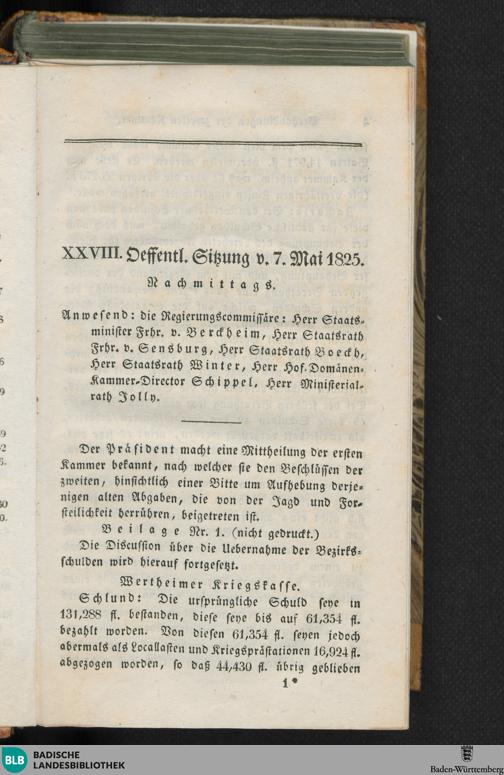 XXVIII. Oeffentl. Sitzung v. 7. Mai 1825.
Nachmittags.
Anwesend: die Regierungscommissäre: Herr Staats-
minister Frhr. v. Berckheim, Herr Staatsrath
Frhr. v. Sensburg, Herr Staatsrath Boeckh,
Herr Staatsrath Winter, Herr Hof-Domänen-
Kammer-Director Schippel, Herr Ministerial-
rath Jolly.
Der Präsident macht eine Mittheilung der ersten
Kammer bekannt, nach welcher sie den Beschlüssen der
zweiten, hinsichtlich einer Bitte um Aufhebung derje-
nigen alten Abgaben, die von der Jagd und For-
steilichkeit herrühren, beigetreten ist.
Beilage Nr. 1. (nicht gedruckt.)
Die Discussion über die Uebernahme der Bezirks-
schulden wird hierauf fortgesetzt.
Wertheimer Kriegskasse.
Schlund: Die ursprüngliche Schuld seye in
131,288 fl. bestanden, diese seye bis auf 61,354 fl.
bezahlt worden. Von diesen 61,354 fl. seyen jedoch
abermals als Locallasten und Kriegsprästationen 16,924 fl.
abgezogen worden, so daß 44,430 fl. übrig geblieben
1*
BLB BADISCHE
LANDESBIBLIOTHEK
Baden-Württemberg